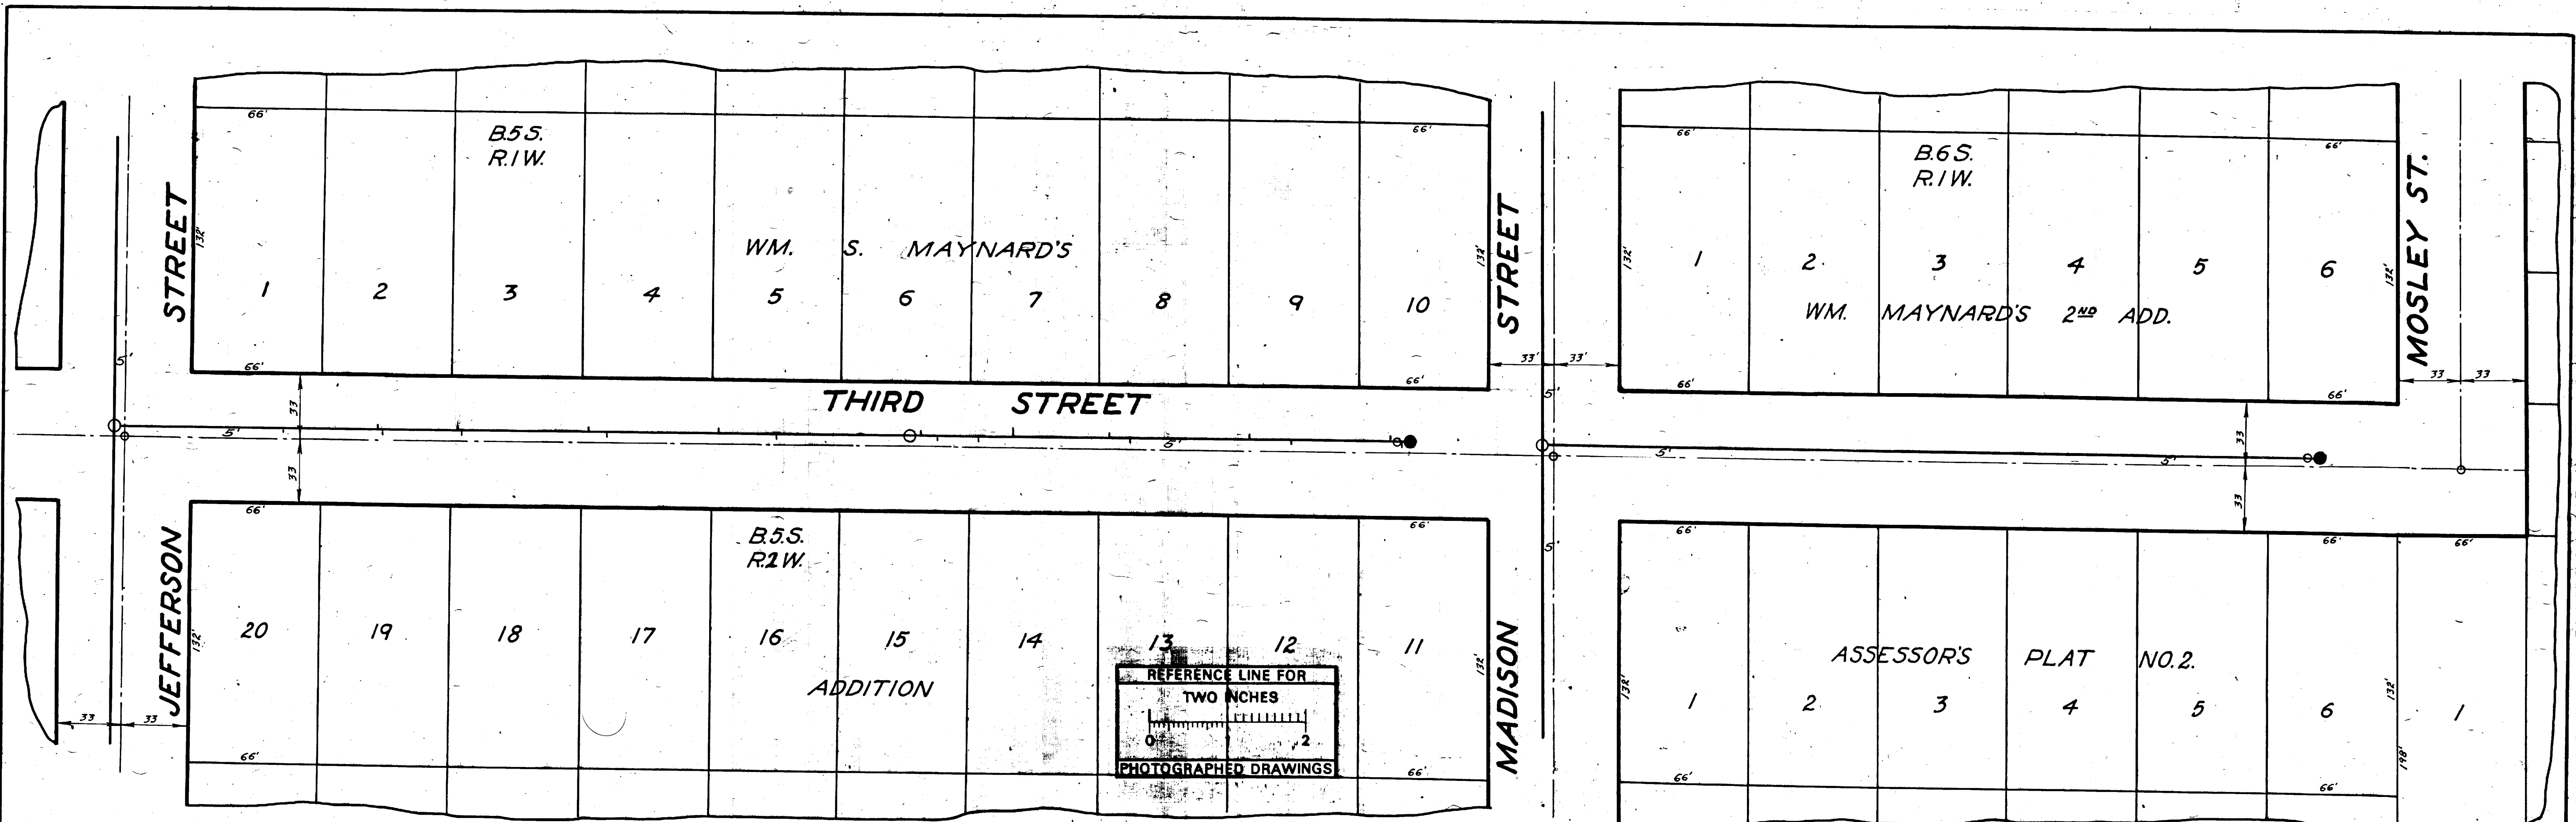 66'
66'
66'
66'
B.5S.
R.1W.
B.6S.
R.1W.
STREET
132'
132'
STREET
132'
132'
MOSLEY ST.
WM. S. MAYNARD'S
1 2 3 4 5 6 7 8 9 10
1 2 3 4 5 6
WM. MAYNARD'S 2ND ADD.
5'
66'
66'
33' 33'
66'
66'
33 33
5'
THIRD STREET
33
33
5'
5'
5'
5'
33
33
66'
66'
66'
66'
66'
B.5.S.
R.2W.
5'
JEFFERSON
132'
20 19 18 17 16 15 14 13 12 11
132'
MADISON
ADDITION
ASSESSOR'S PLAT NO.2.
132'
1 2 3 4 5 6 1
132'
198'
33 33
REFERENCE LINE FOR
TWO INCHES
0 2
PHOTOGRAPHED DRAWINGS
66'
66'
66'
66'